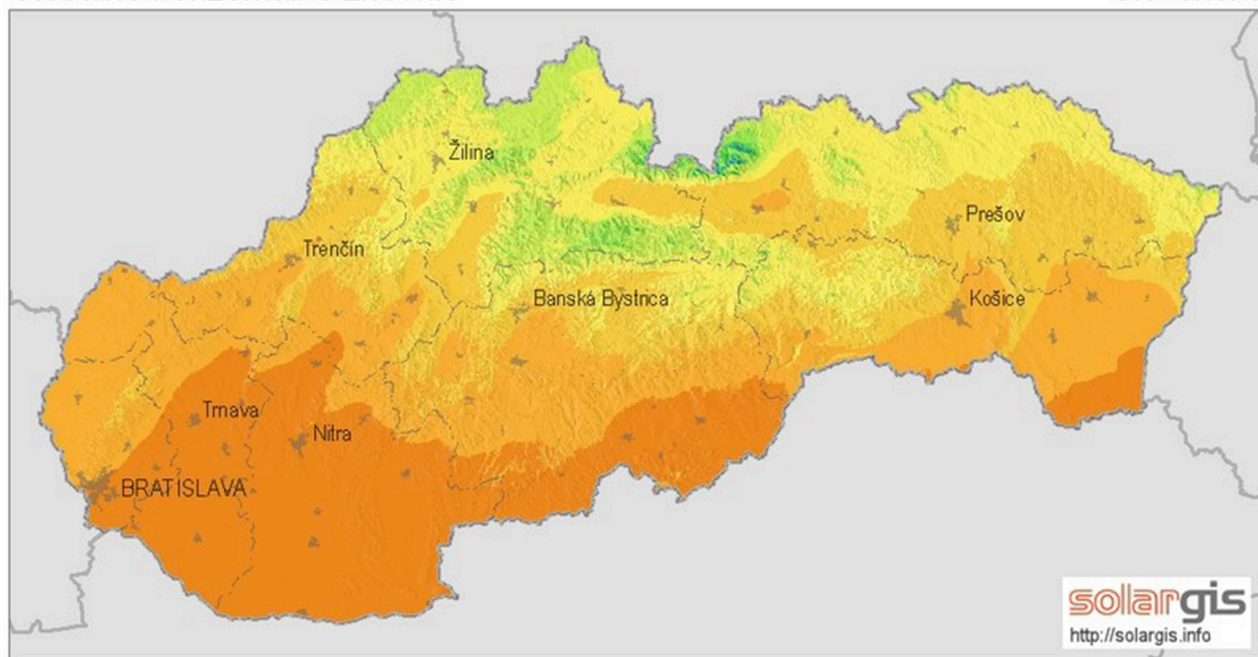 Žilina
Prešov
Trenčín
Banská Bystrica
Košice
Trnava
Nitra
BRATISLAVA
solargis
http://solargis.info